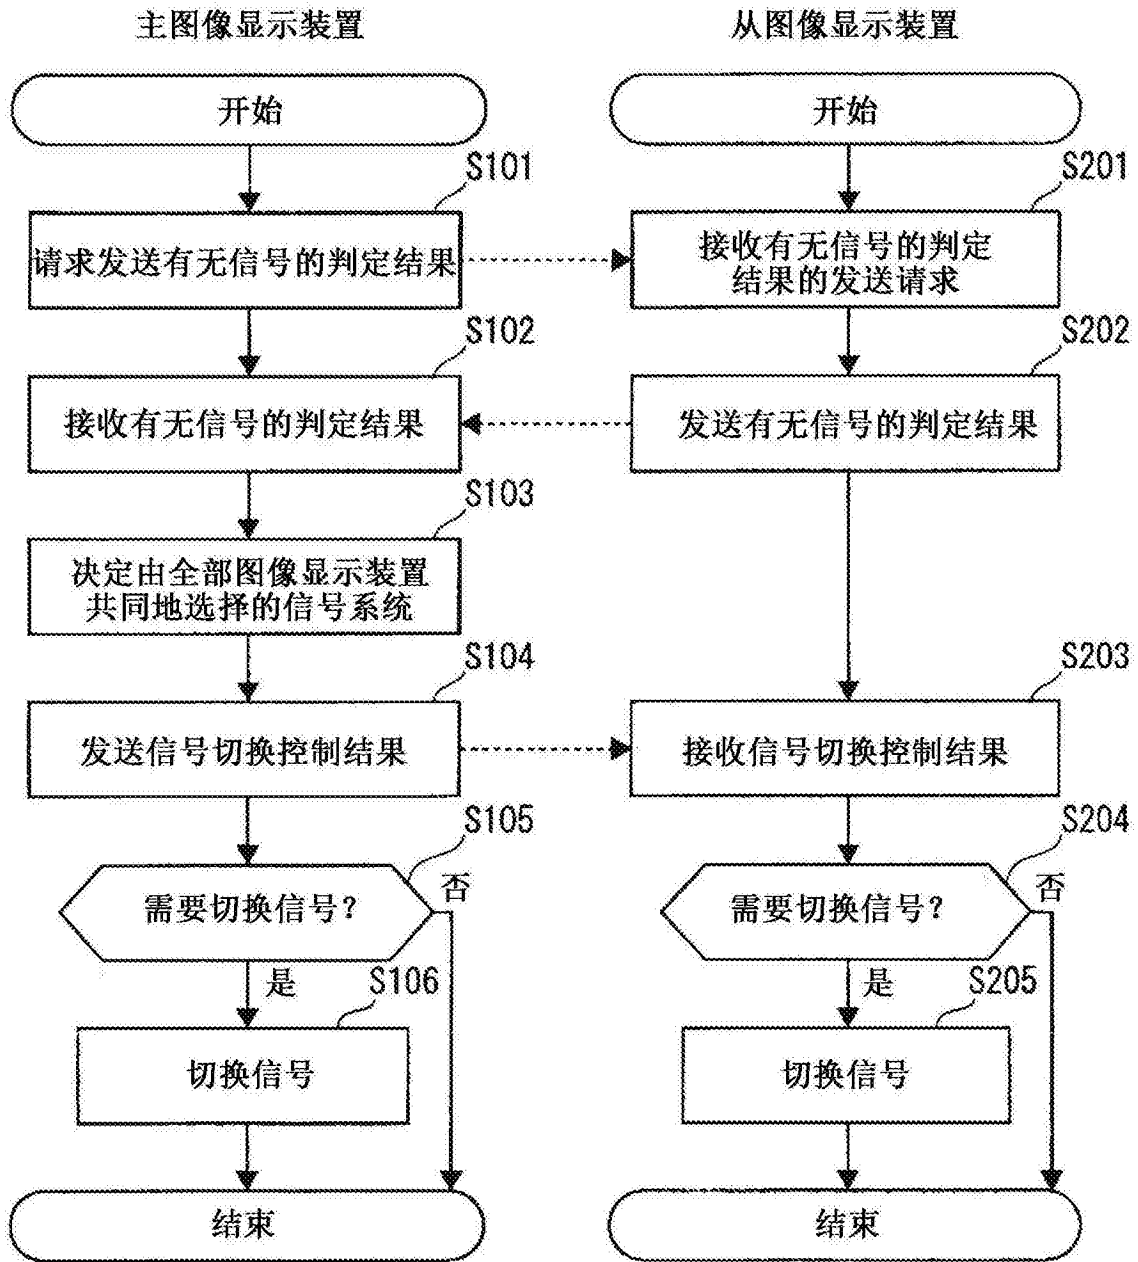 主图像显示装置
开始
S101
请求发送有无信号的判定结果
S102
接收有无信号的判定结果
S103
决定由全部图像显示装置
共同地选择的信号系统
S104
发送信号切换控制结果
S105
需要切换信号?
否
是
S106
切换信号
结束
从图像显示装置
开始
S201
接收有无信号的判定
结果的发送请求
S202
发送有无信号的判定结果
S203
接收信号切换控制结果
S204
需要切换信号?
否
是
S205
切换信号
结束